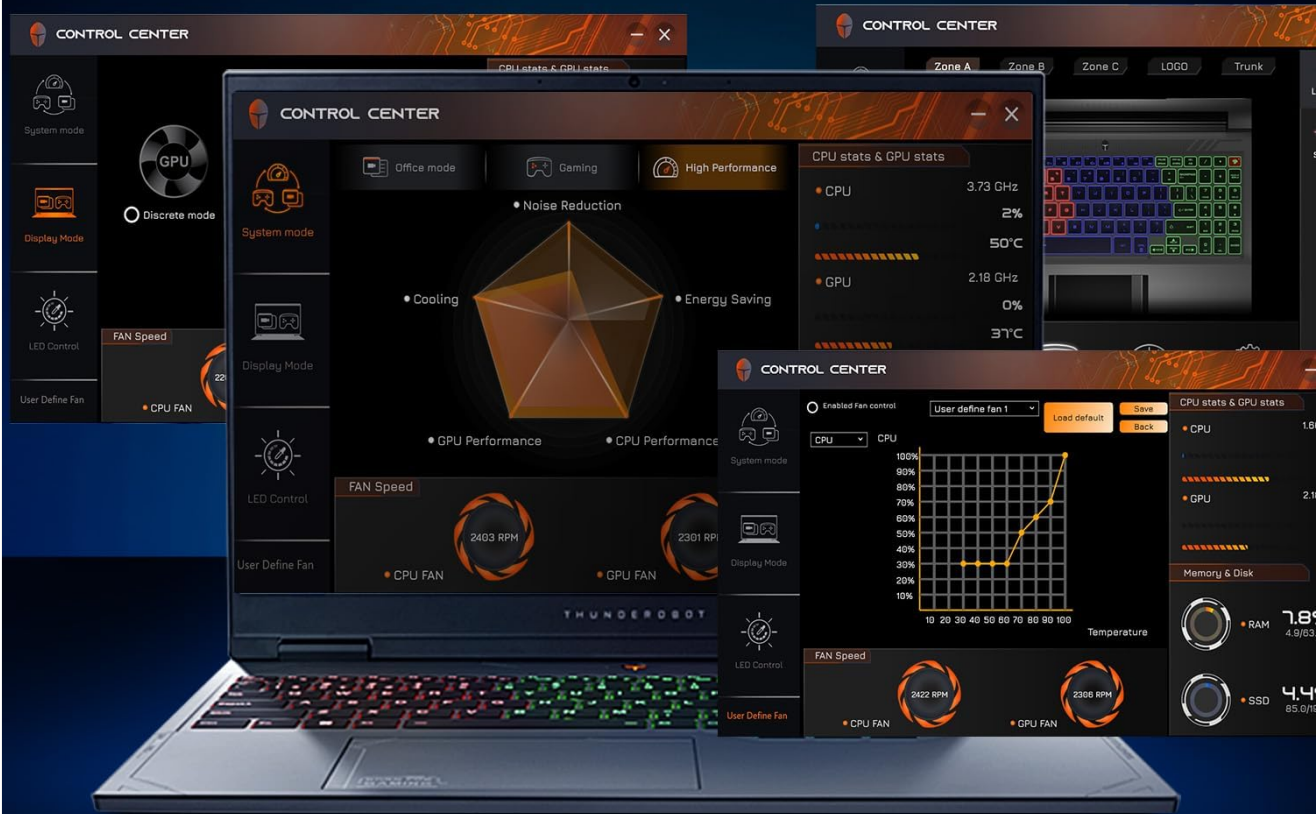 CONTROL CENTER
CPU stats & GPU stats
System mode
GPU
Discrete mode
Display Mode
LED Control
FAN Speed
User Define Fan
CPU FAN
CONTROL CENTER
Zone A
Zone B
Zone C
LOGO
Trunk
CONTROL CENTER
Office mode
Gaming
High Performance
CPU stats & GPU stats
System mode
Noise Reduction
CPU
3.73 GHz
2%
50°C
Cooling
Energy Saving
GPU
2.18 GHz
0%
37°C
Display Mode
GPU Performance
CPU Performance
LED Control
FAN Speed
2403 RPM
2301 RP
User Define Fan
CPU FAN
GPU FAN
THUNDEROBOT
CONTROL CENTER
Enabled Fan control
User define fan 1
Load default
Save
Back
CPU stats & GPU stats
CPU
CPU
CPU
System mode
100%
90%
80%
70%
60%
50%
40%
30%
20%
10%
10 20 30 40 50 60 70 80 90 100
Temperature
GPU
Display Mode
Memory & Disk
RAM
7.8%
4.9/63.
LED Control
FAN Speed
2422 RPM
2306 RPM
SSD
4.4%
User Define Fan
CPU FAN
GPU FAN